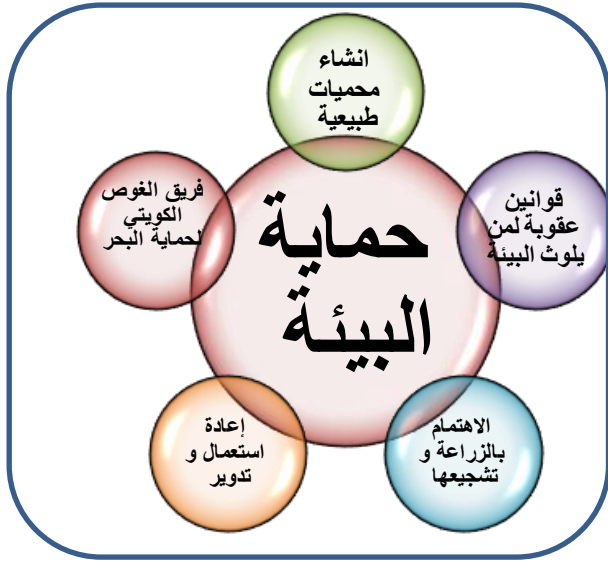 انشاء
محميات
طبيعية
قوانين
عقوبة لمن
يلوث البيئة
فريق الغوص
الكويتي
لحماية البحر
حماية
البيئة
الاهتمام
بالزراعة و
تشجيعها
إعادة
استعمال و
تدوير